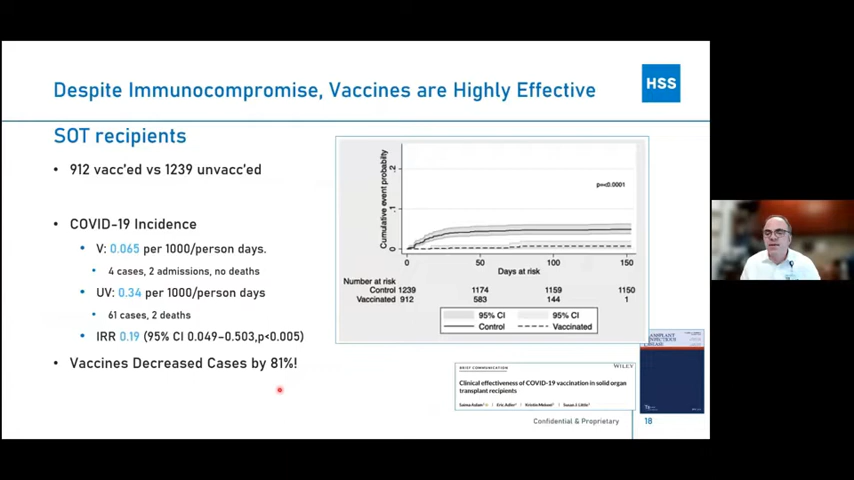 Despite Immunocompromise, Vaccines are Highly Effective
HSS
SOT recipients
• 912 vacc'ed vs 1239 unvacc'ed
• COVID-19 Incidence
• V: 0.065 per 1000/person days.
• 4 cases, 2 admissions, no deaths
• UV: 0.34 per 1000/person days
• 61 cases, 2 deaths
• IRR 0.19 (95% CI 0.049-0.503,p<0.005)
• Vaccines Decreased Cases by 81%!
Cumulative event probability
.2
.1
0
p=<0.0001
0 50 100 150
Days at risk
Number at risk
Control 1239 1174 1159 1150
Vaccinated 912 583 144 1
95% CI 95% CI
Control Vaccinated
BRIEF COMMUNICATION
WILEY
Clinical effectiveness of COVID-19 vaccination in solid organ
transplant recipients
Confidential & Proprietary
18